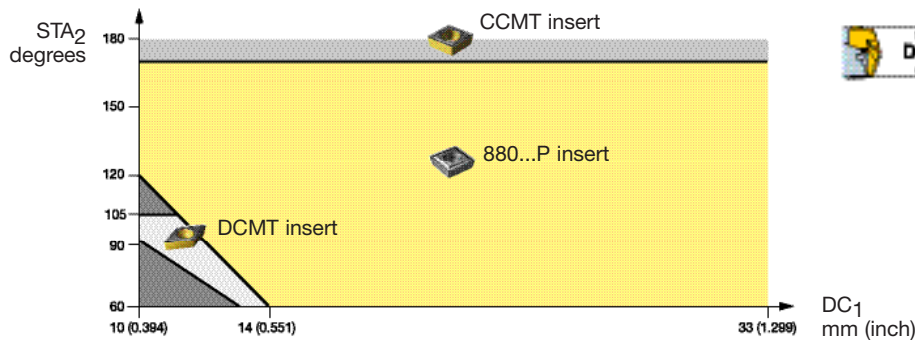 STA2
degrees
180
150
120
105
90
60
CCMT insert
880...P insert
DCMT insert
D
10 (0.394)
14 (0.551)
33 (1.299)
DC1
mm (inch)